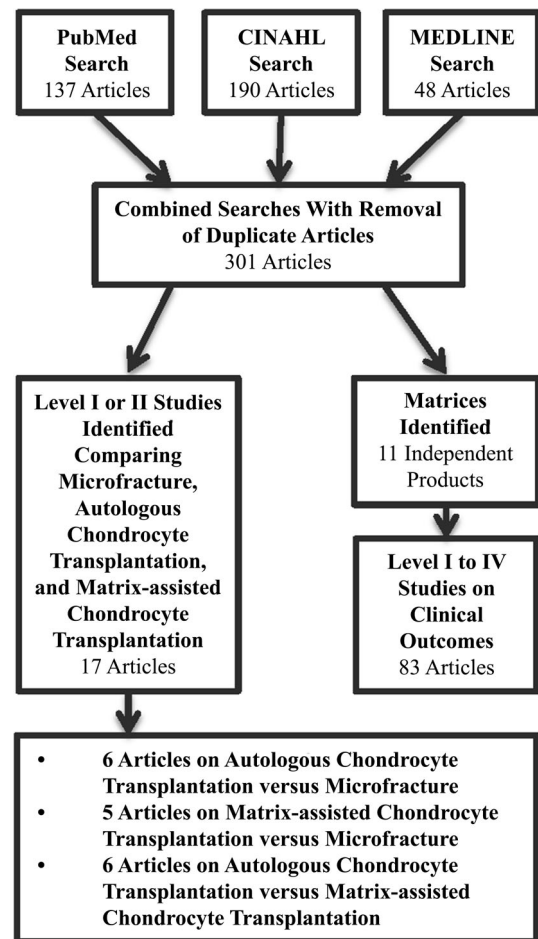 PubMed
Search
137 Articles
CINAHL
Search
190 Articles
MEDLINE
Search
48 Articles
Combined Searches With Removal
of Duplicate Articles
301 Articles
Level I or II Studies
Identified
Comparing
Microfracture,
Autologous
Chondrocyte
Transplantation,
and Matrix-assisted
Chondrocyte
Transplantation
17 Articles
Matrices
Identified
11 Independent
Products
Level I to IV
Studies on
Clinical
Outcomes
83 Articles
• 6 Articles on Autologous Chondrocyte
Transplantation versus Microfracture
• 5 Articles on Matrix-assisted Chondrocyte
Transplantation versus Microfracture
• 6 Articles on Autologous Chondrocyte
Transplantation versus Matrix-assisted
Chondrocyte Transplantation